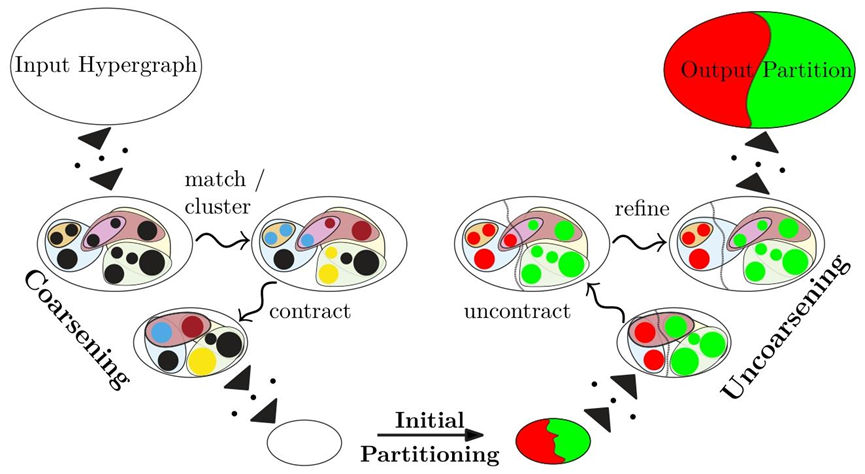 Input Hypergraph
Output Partition
match /
cluster
refine
Coarsening
contract
uncontract
Uncoarsening
Initial
Partitioning